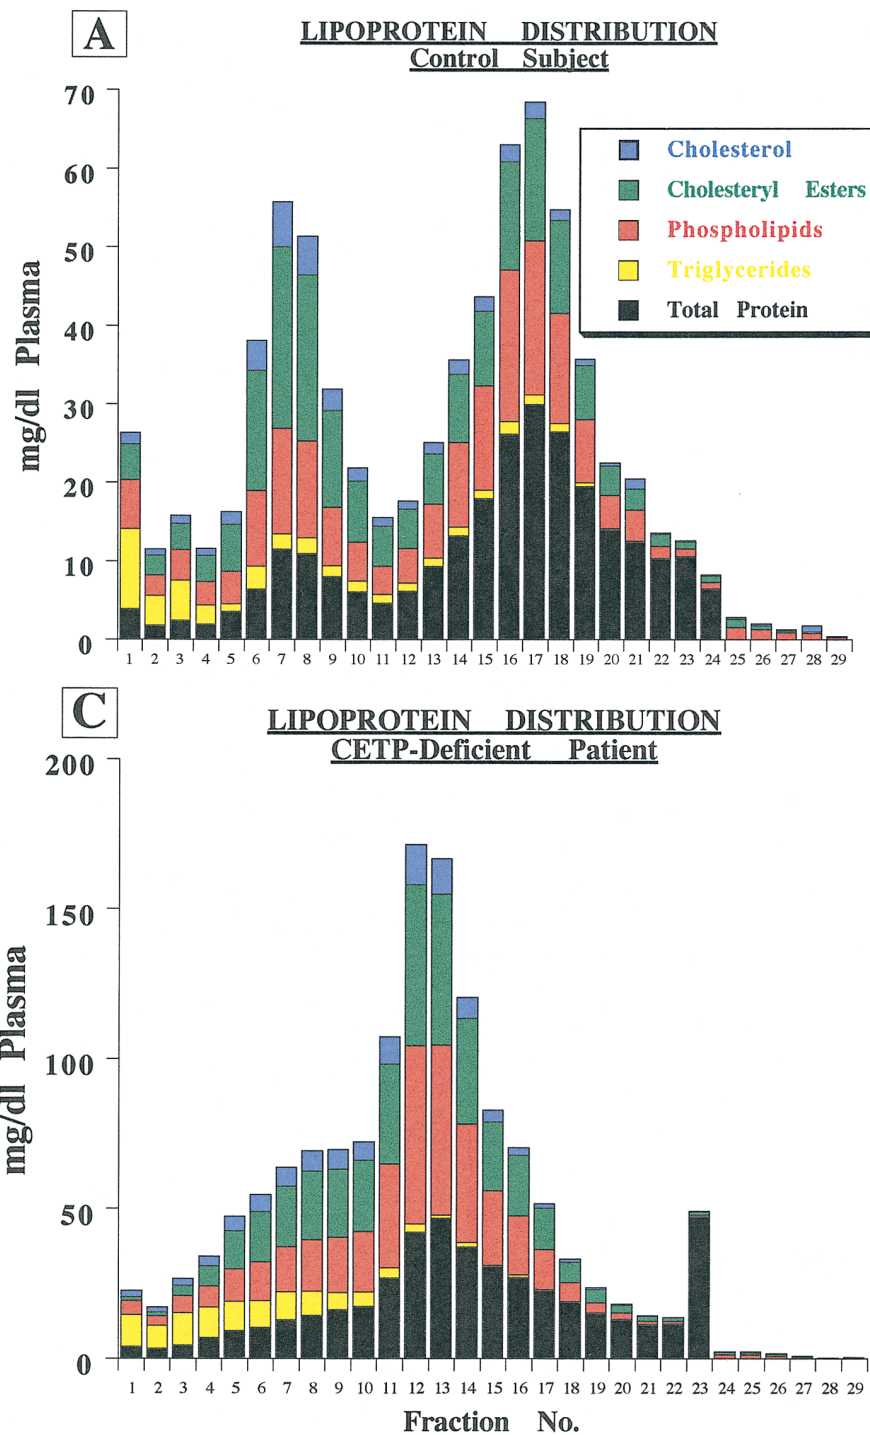 A
LIPOPROTEIN DISTRIBUTION
Control Subject
70
60
50
40
30
20
10
0
mg/dl Plasma
Cholesterol
Cholesteryl Esters
Phospholipids
Triglycerides
Total Protein
1 2 3 4 5 6 7 8 9 10 11 12 13 14 15 16 17 18 19 20 21 22 23 24 25 26 27 28 29
C
LIPOPROTEIN DISTRIBUTION
CETP-Deficient Patient
200
150
100
50
0
mg/dl Plasma
1 2 3 4 5 6 7 8 9 10 11 12 13 14 15 16 17 18 19 20 21 22 23 24 25 26 27 28 29
Fraction No.